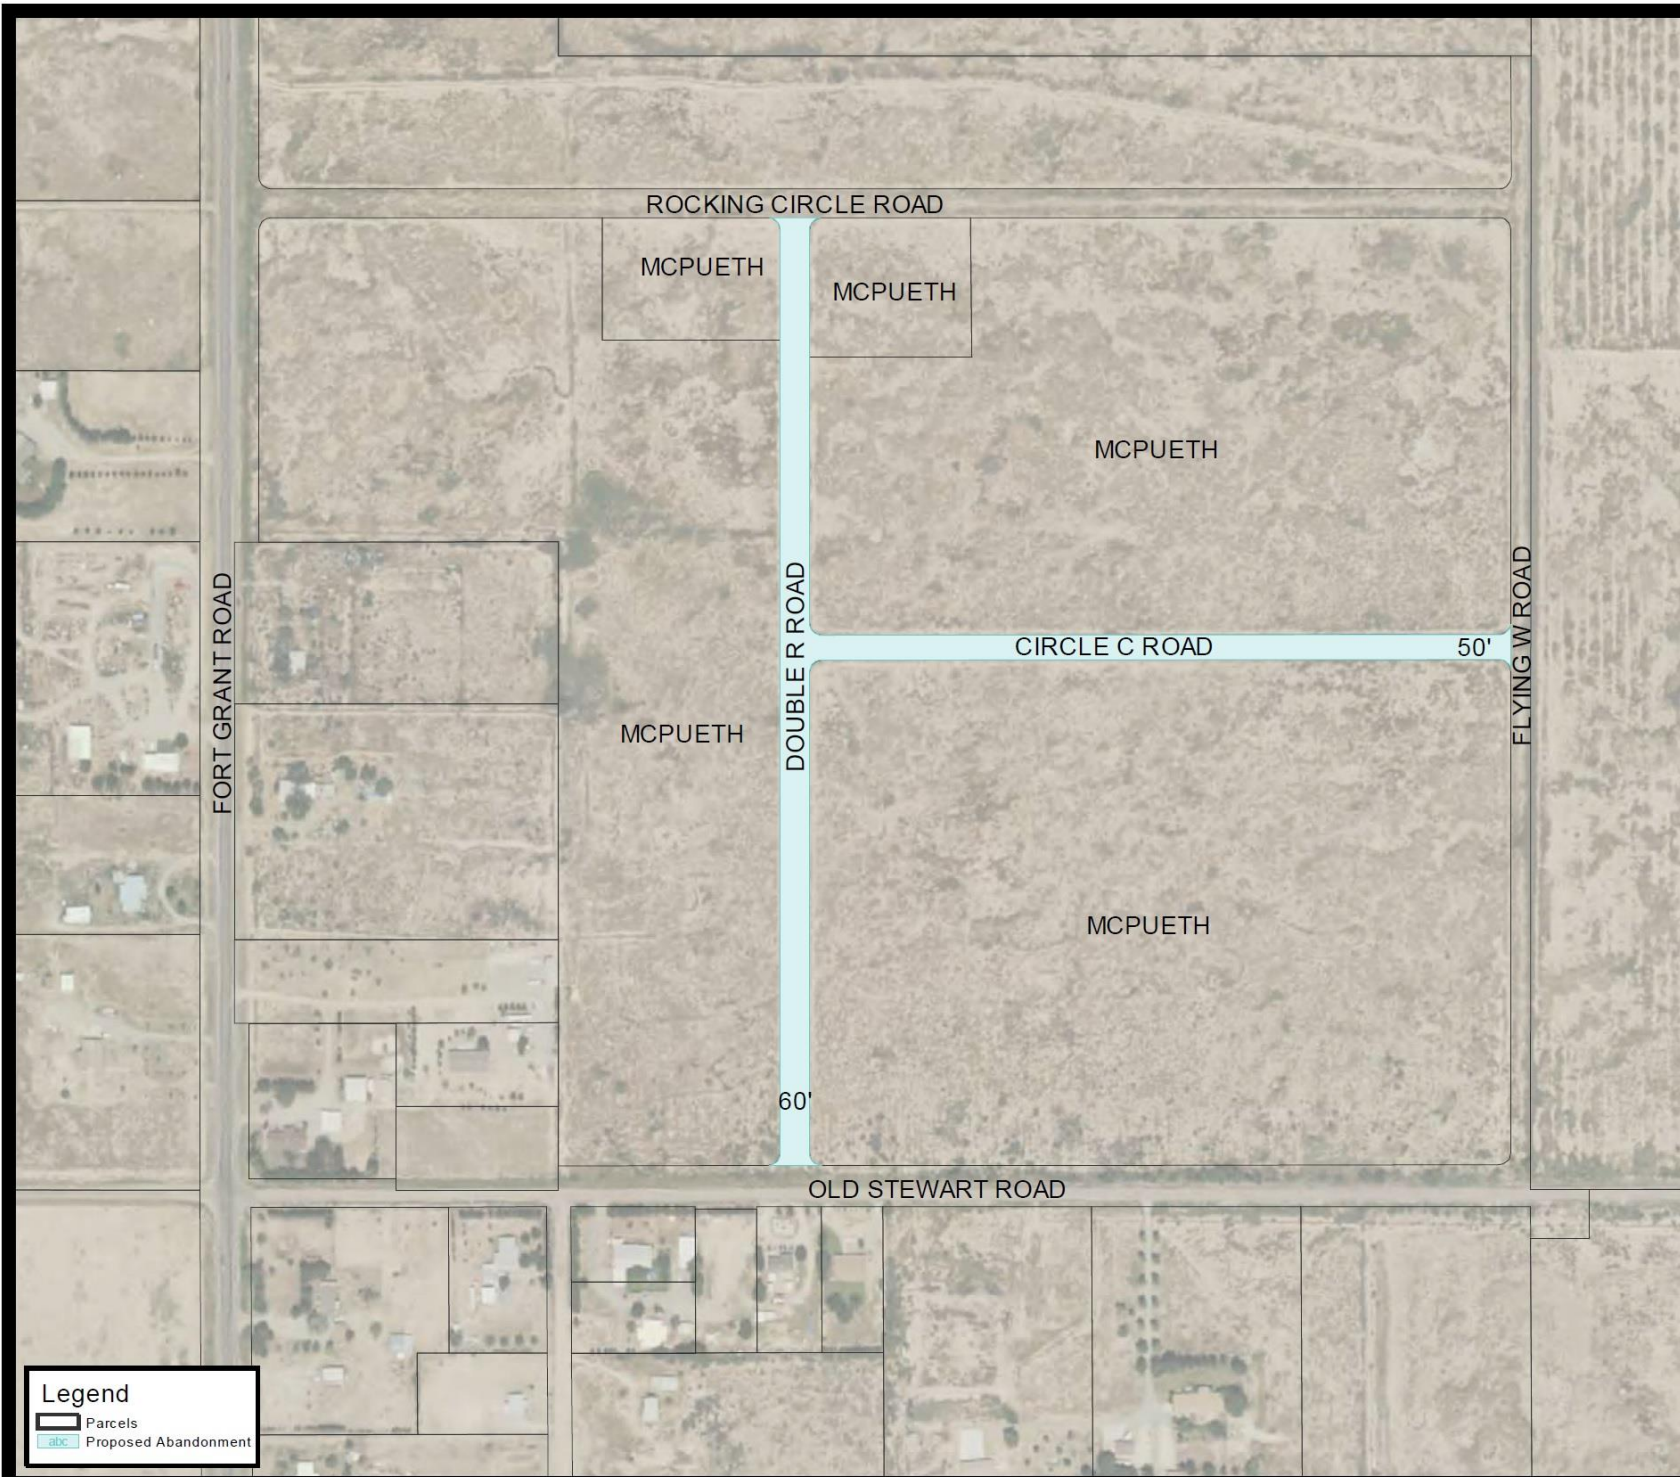 ROCKING CIRCLE ROAD
MCPUETH
MCPUETH
MCPUETH
FORT GRANT ROAD
DOUBLE R ROAD
FLYING W ROAD
CIRCLE C ROAD
50'
MCPUETH
MCPUETH
60'
OLD STEWART ROAD
Legend
Parcels
abc
Proposed Abandonment